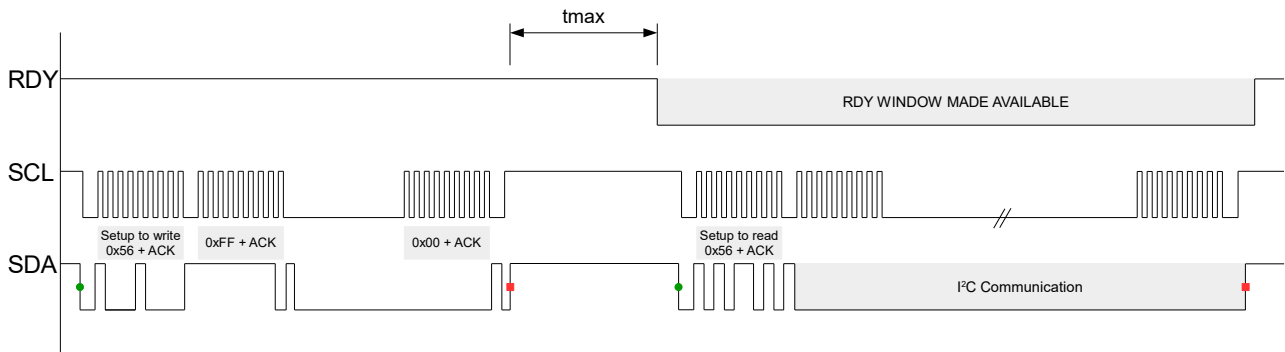 tmax
RDY
RDY WINDOW MADE AVAILABLE
SCL
Setup to write
0x56 + ACK
0xFF + ACK
0x00 + ACK
Setup to read
0x56 + ACK
//
SDA
I²C Communication